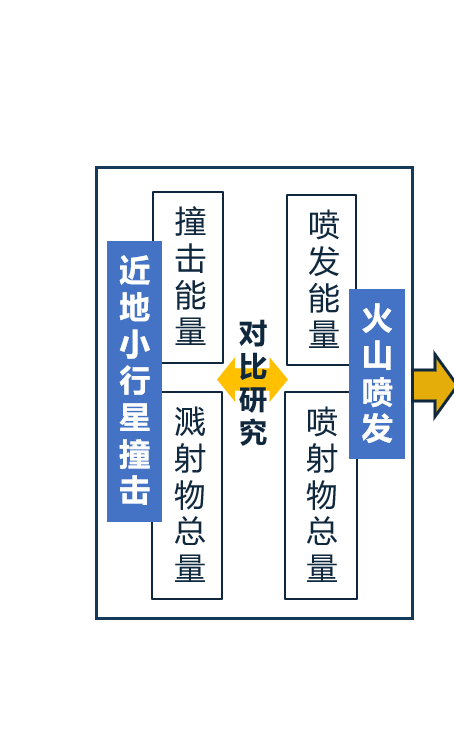 近地小行星撞击
撞击能量
溅射物总量
对比研究
喷发能量
喷射物总量
火山喷发